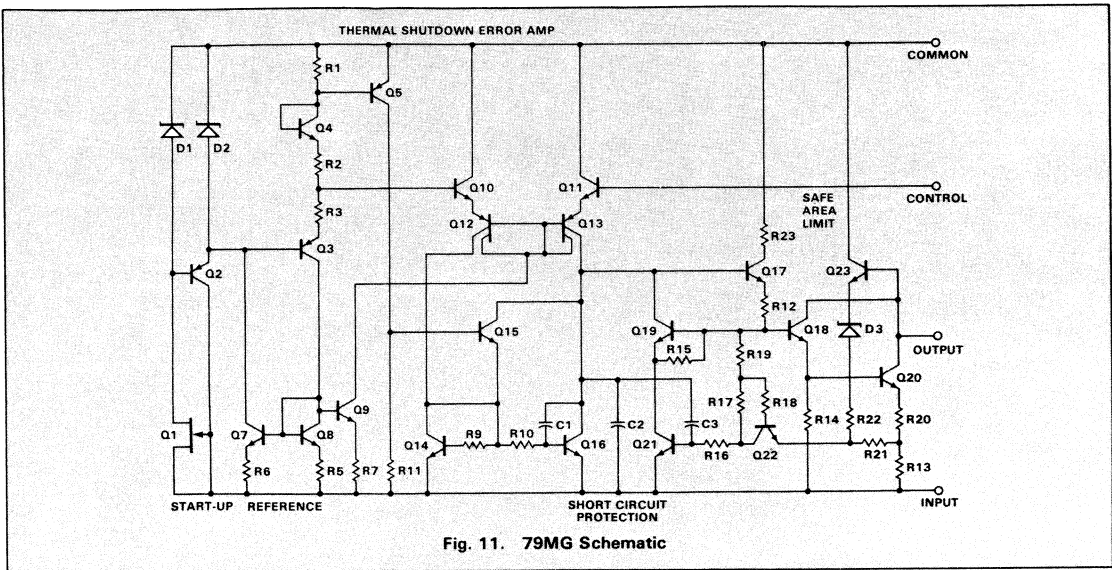 THERMAL SHUTDOWN ERROR AMP
COMMON
R1
Q5
Q4
D1
D2
R2
Q10
Q11
CONTROL
SAFE
AREA
LIMIT
R3
Q12
Q13
R23
Q2
Q3
Q17
Q23
R12
Q15
Q19
Q18
D3
R15
OUTPUT
R19
Q20
Q9
R17
R18
C1
C2
C3
R14
R22
R20
Q1
Q7
Q8
Q14
R9
R10
Q16
Q21
R16
Q22
R21
R6
R5
R7
R11
R13
INPUT
START-UP
REFERENCE
SHORT CIRCUIT
PROTECTION
Fig. 11. 79MG Schematic